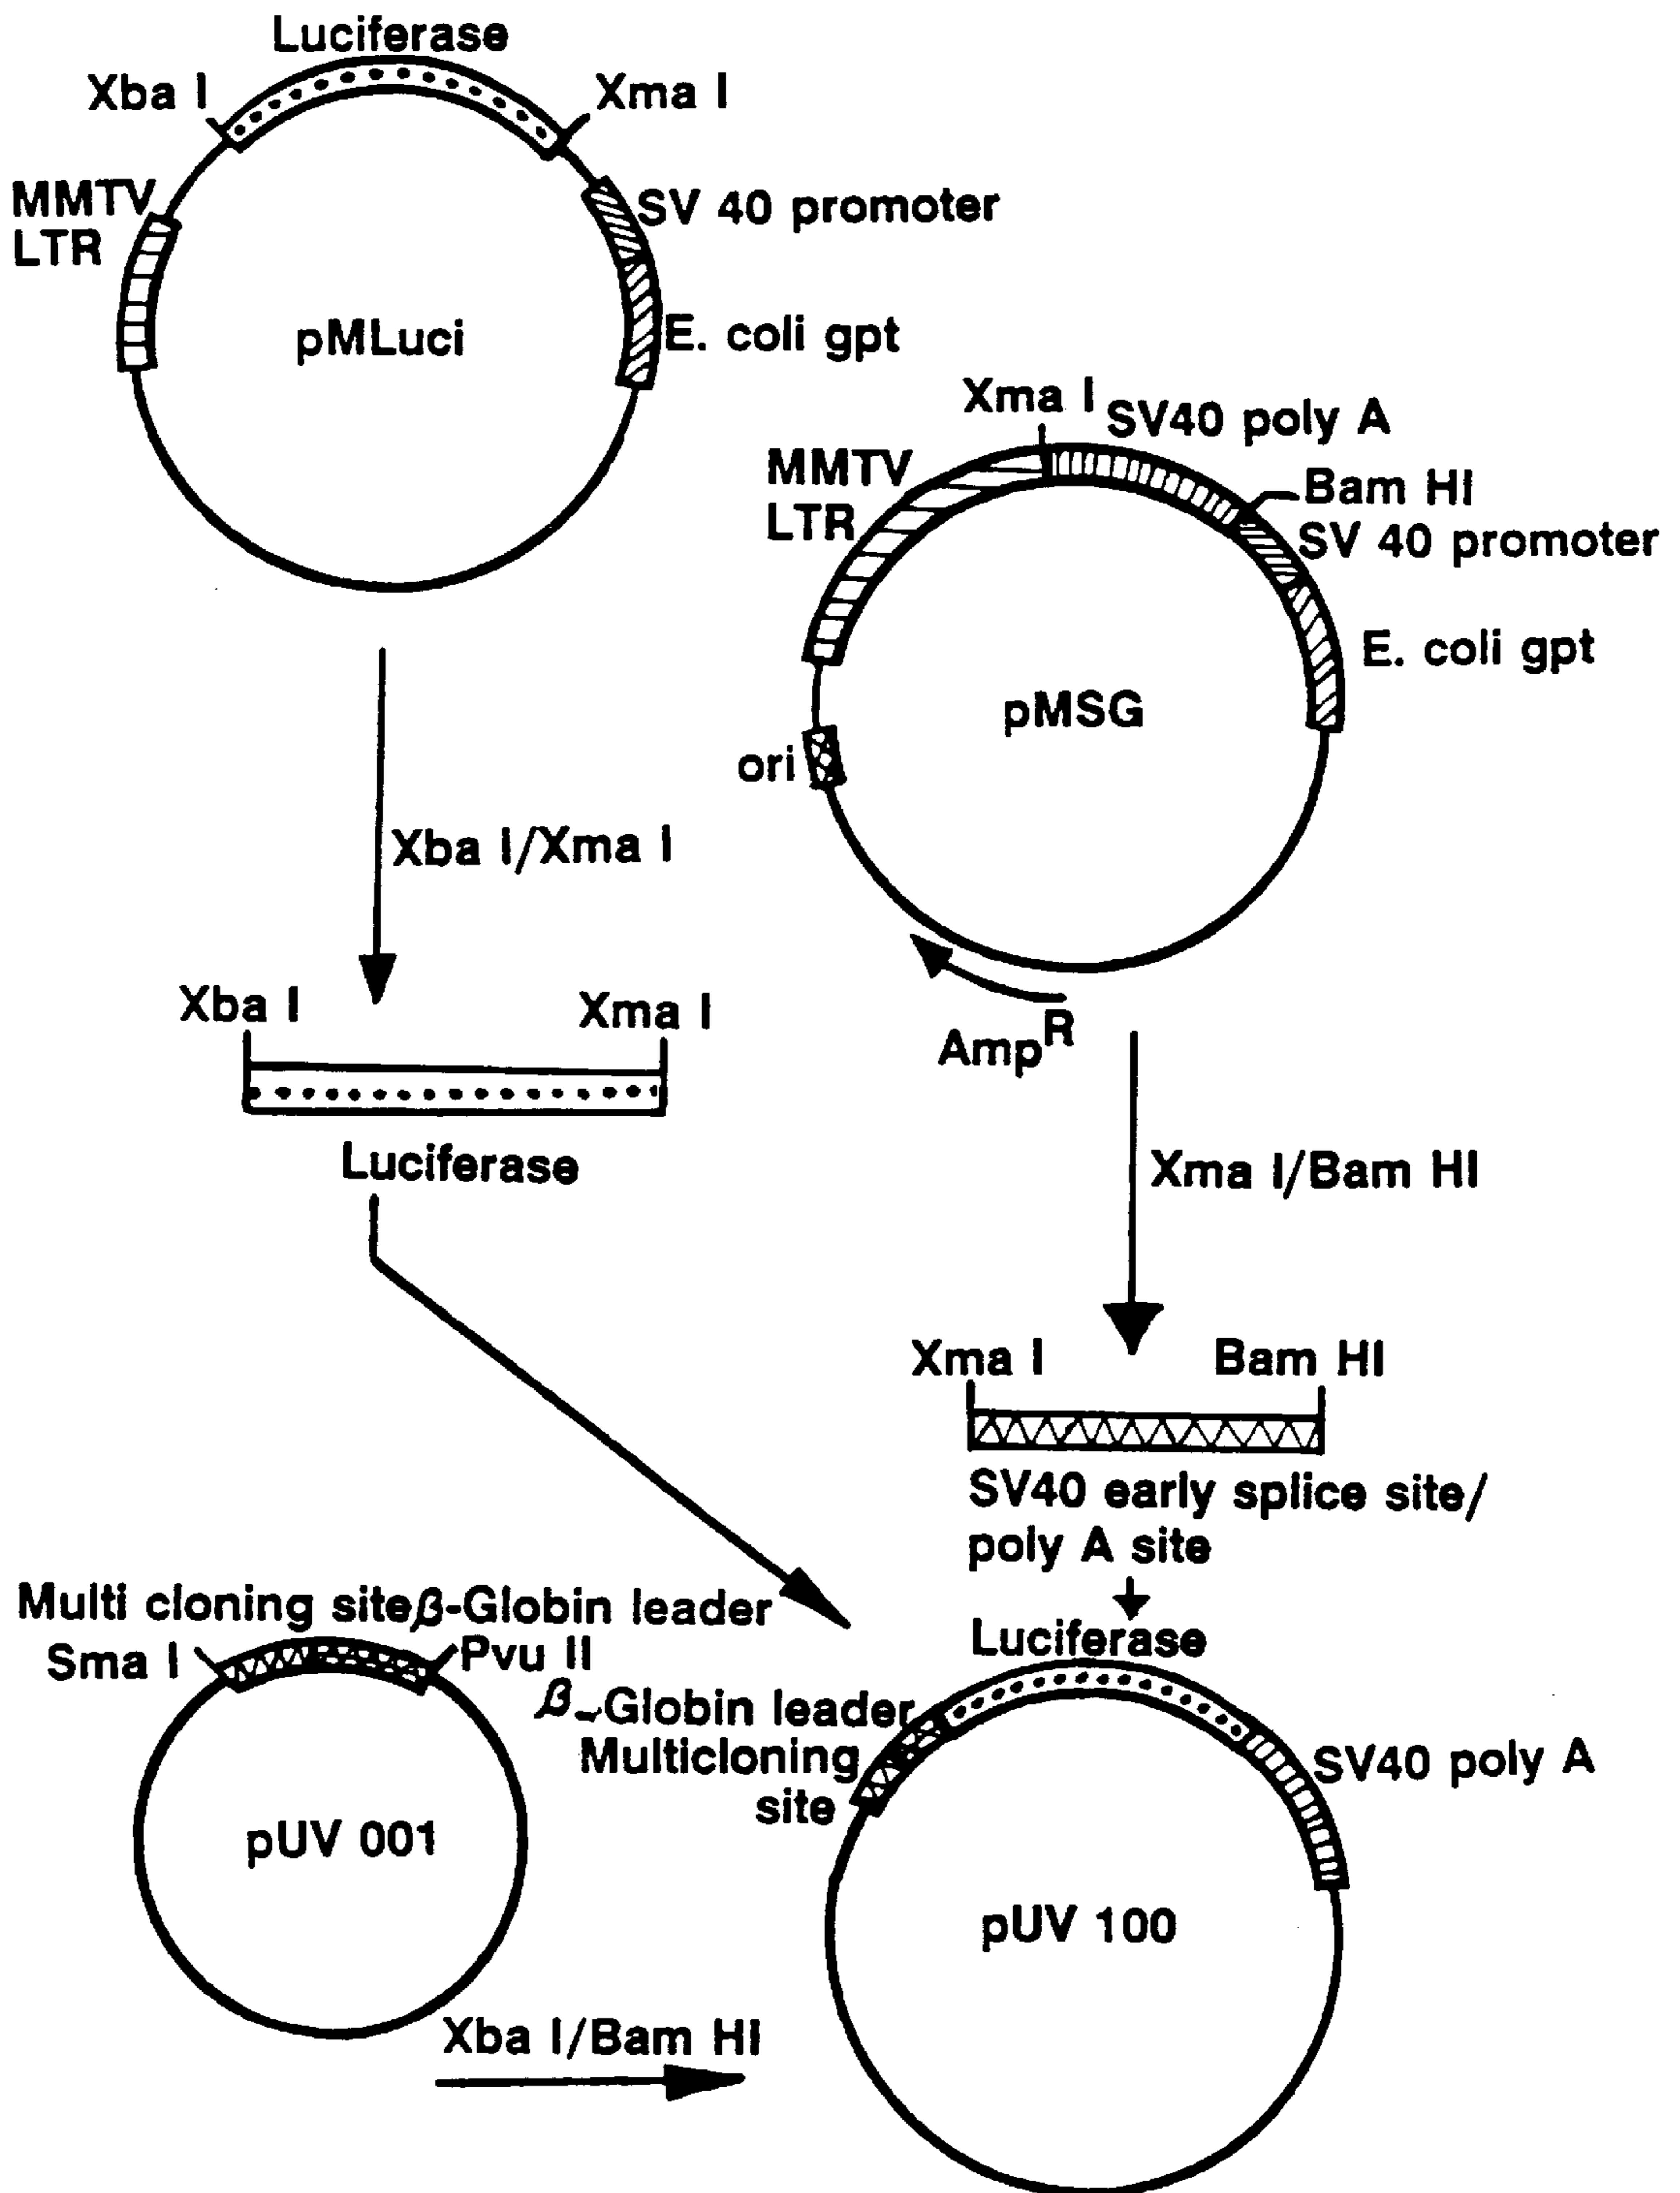 Luciferase
Xba I
Xma I
MMTV
LTR
SV 40 promoter
pMLuci
E. coli gpt
Xma I
SV40 poly A
MMTV
LTR
Bam HI
SV 40 promoter
E. coli gpt
pMSG
ori
Amp^R
Xba I/Xma I
Xba I
Xma I
Luciferase
Xma I/Bam HI
Xma I
Bam HI
SV40 early splice site/
poly A site
Multi cloning site β-Globin leader
Sma I
Pvu II
pUV 001
Xba I/Bam HI
Luciferase
β-Globin leader
Multicloning
site
SV40 poly A
pUV 100